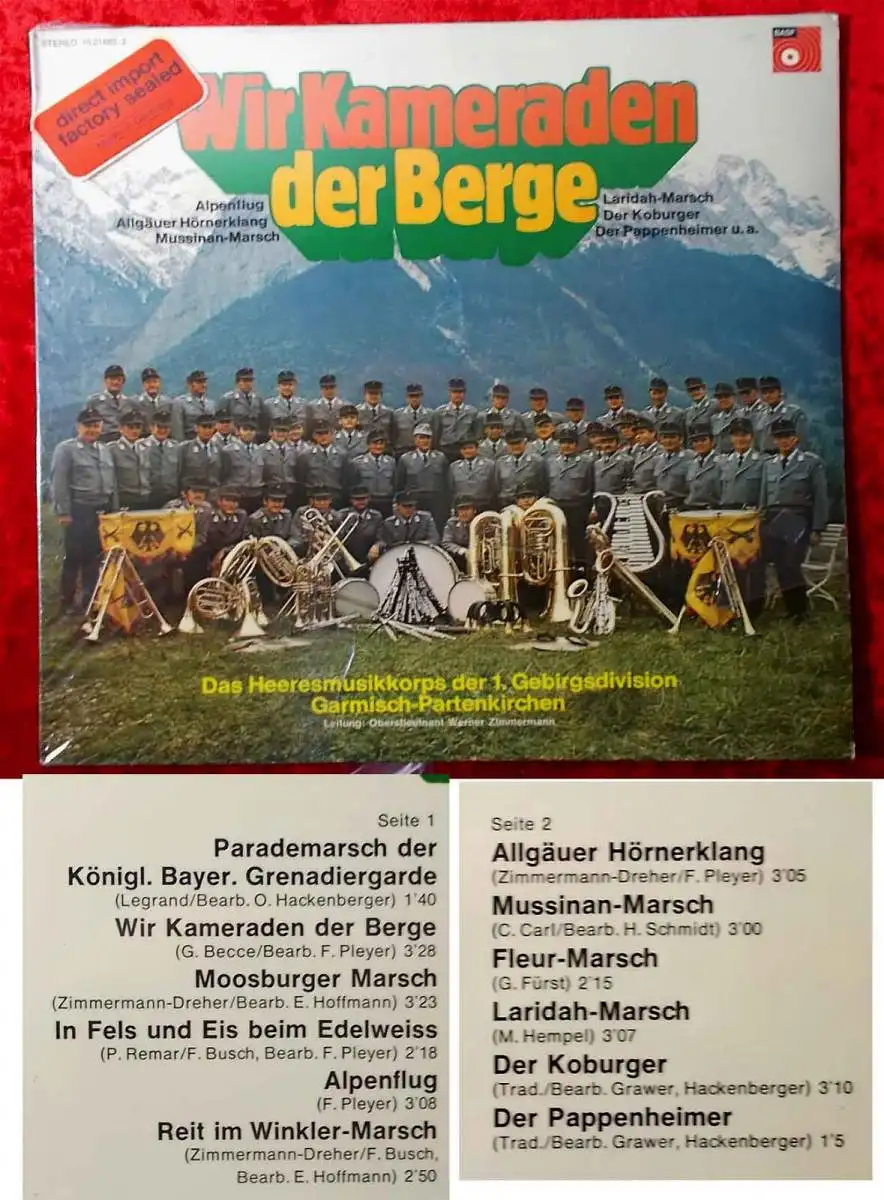 STEREO
BASF
direct import
factory sealed
Wir Kameraden
der Berge
Alpenflug
Allgäuer Hörnerklang
Mussinan-Marsch
Laridah-Marsch
Der Koburger
Der Pappenheimer u.a.
Das Heeresmusikkorps der 1. Gebirgsdivision
Garmisch-Partenkirchen
Leitung: Oberstleutnant Werner Zimmermann
Seite 1
Parademarsch der
Königl. Bayer. Grenadiergarde
(Legrand/Bearb. O. Hackenberger) 1'40
Wir Kameraden der Berge
(G. Becce/Bearb. F. Pleyer) 3'28
Moosburger Marsch
(Zimmermann-Dreher/Bearb. E. Hoffmann) 3'23
In Fels und Eis beim Edelweiss
(P. Remar/F. Busch, Bearb. F. Pleyer) 2'18
Alpenflug
(F. Pleyer) 3'08
Reit im Winkler-Marsch
(Zimmermann-Dreher/F. Busch,
Bearb. E. Hoffmann) 2'50
Seite 2
Allgäuer Hörnerklang
(Zimmermann-Dreher/F. Pleyer) 3'05
Mussinan-Marsch
(C. Carl/Bearb. H. Schmidt) 3'00
Fleur-Marsch
(G. Fürst) 2'15
Laridah-Marsch
(M. Hempel) 3'07
Der Koburger
(Trad./Bearb. Grawer, Hackenberger) 3'10
Der Pappenheimer
(Trad./Bearb. Grawer, Hackenberger) 1'5